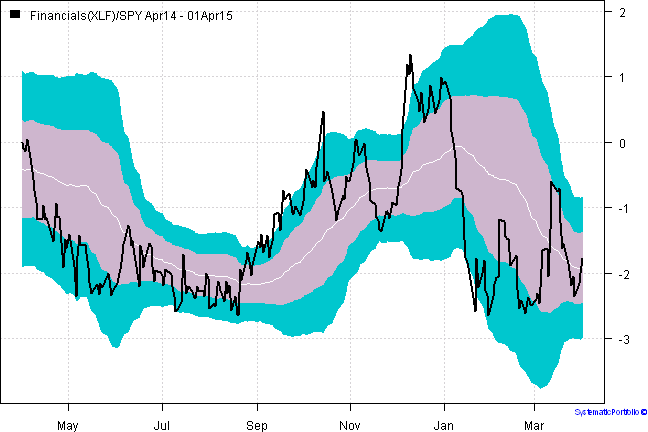 Financials(XLF)/SPY Apr14 - 01Apr15
2
1
0
-1
-2
-3
May Jul Sep Nov Jan Mar
SystematicPortfolio ©